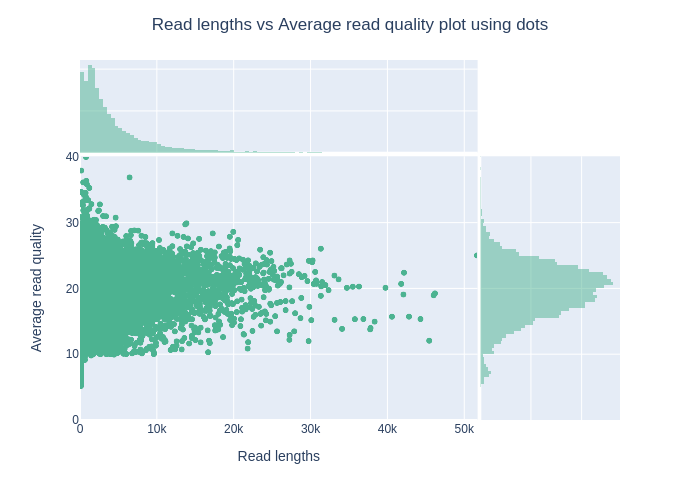 Read lengths vs Average read quality plot using dots
40
30
20
10
0
Average read quality
0
10k
20k
30k
40k
50k
Read lengths